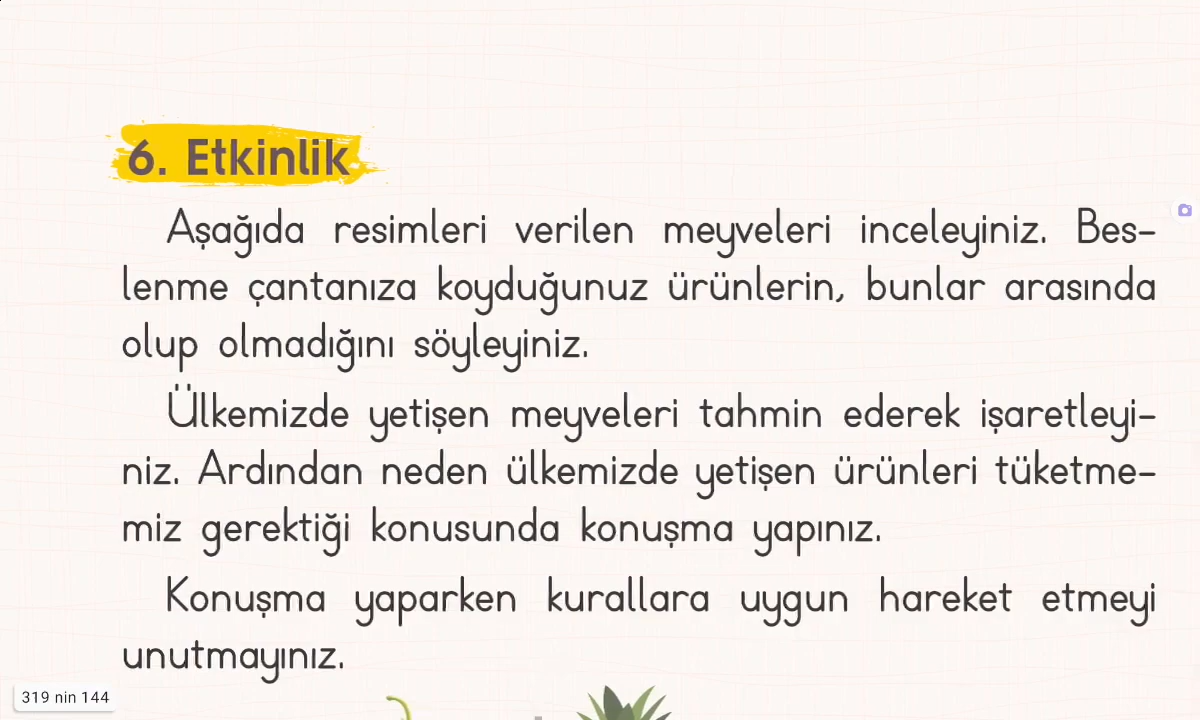 6. Etkinlik
Aşağıda resimleri verilen meyveleri inceleyiniz. Bes-
lenme çantanıza koyduğunuz ürünlerin, bunlar arasında
olup olmadığını söyleyiniz.
Ülkemizde yetişen meyveleri tahmin ederek işaretleyi-
niz. Ardından neden ülkemizde yetişen ürünleri tüketme-
miz gerektiği konusunda konuşma yapınız.
Konuşma yaparken kurallara uygun hareket etmeyi
unutmayınız.
319 nin 144